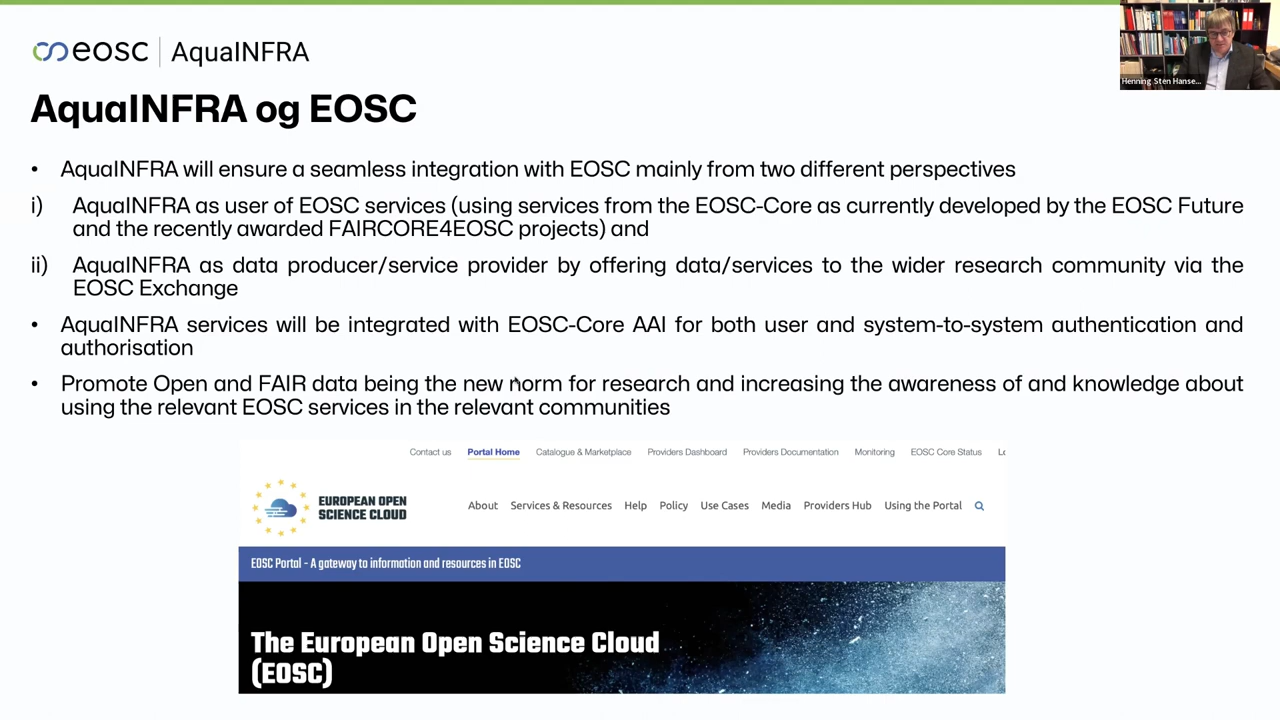 eosc | AquaINFRA
Henning Sten Hanse...
AquaINFRA og EOSC
• AquaINFRA will ensure a seamless integration with EOSC mainly from two different perspectives
i) AquaINFRA as user of EOSC services (using services from the EOSC-Core as currently developed by the EOSC Future
and the recently awarded FAIRCORE4EOSC projects) and
ii) AquaINFRA as data producer/service provider by offering data/services to the wider research community via the
EOSC Exchange
• AquaINFRA services will be integrated with EOSC-Core AAI for both user and system-to-system authentication and
authorisation
• Promote Open and FAIR data being the new norm for research and increasing the awareness of and knowledge about
using the relevant EOSC services in the relevant communities
Contact us Portal Home Catalogue & Marketplace Providers Dashboard Providers Documentation Monitoring EOSC Core Status
EUROPEAN OPEN
SCIENCE CLOUD
About Services & Resources Help Policy Use Cases Media Providers Hub Using the Portal
EOSC Portal - A gateway to information and resources in EOSC
The European Open Science Cloud
(EOSC)